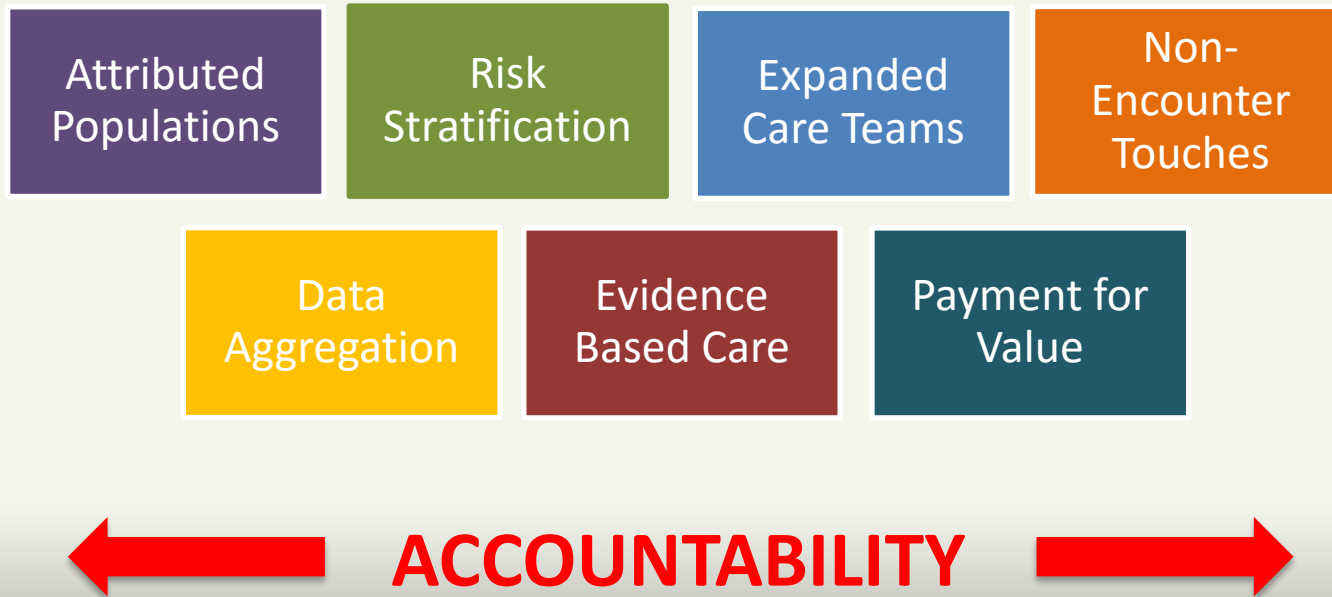 Attributed
Populations
Risk
Stratification
Expanded
Care Teams
Non-
Encounter
Touches
Data
Aggregation
Evidence
Based Care
Payment for
Value
ACCOUNTABILITY